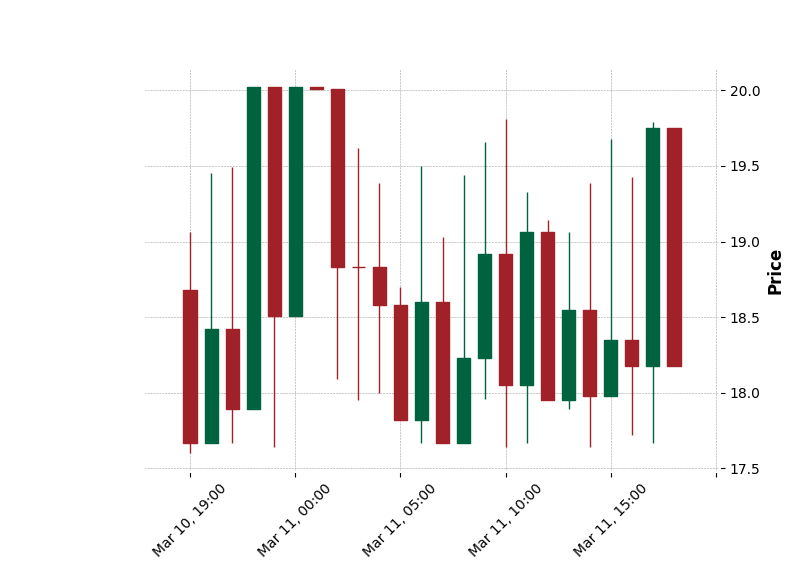 20.0
19.5
19.0
18.5
18.0
17.5
Price
Mar 10, 19:00
Mar 11, 00:00
Mar 11, 05:00
Mar 11, 10:00
Mar 11, 15:00